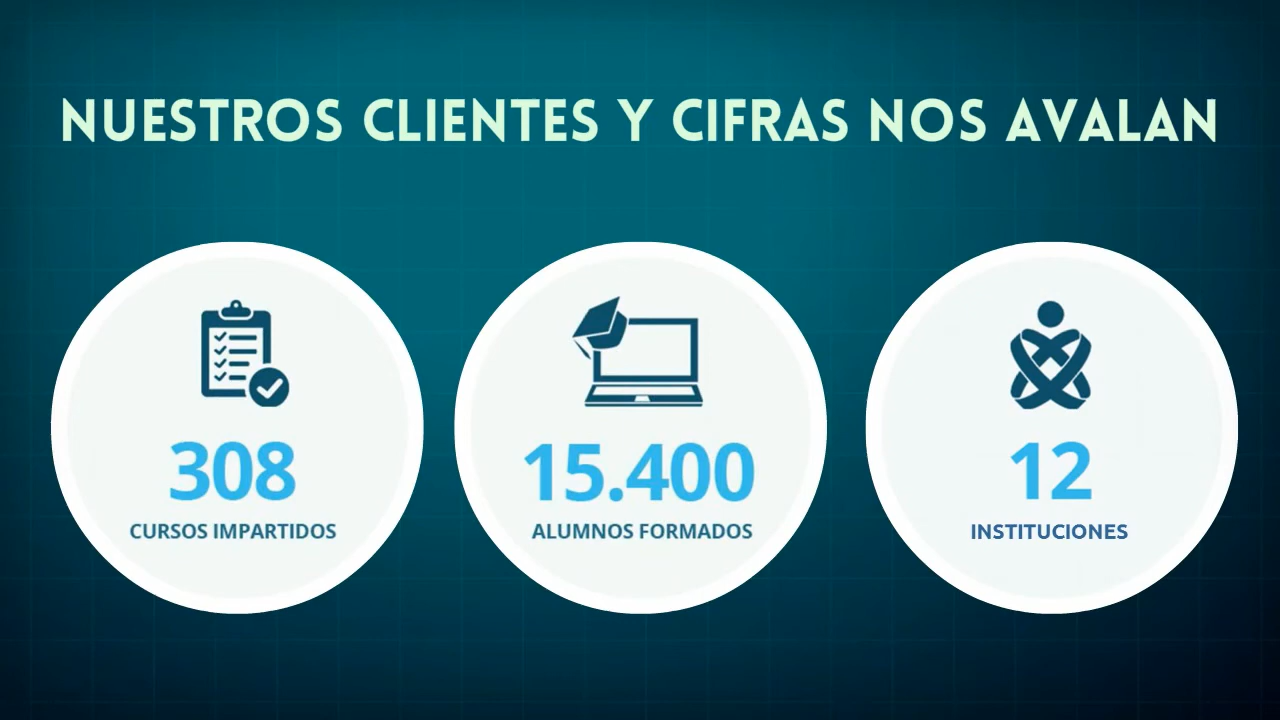 NUESTROS CLIENTES Y CIFRAS NOS AVALAN
308
CURSOS IMPARTIDOS
15.400
ALUMNOS FORMADOS
12
INSTITUCIONES